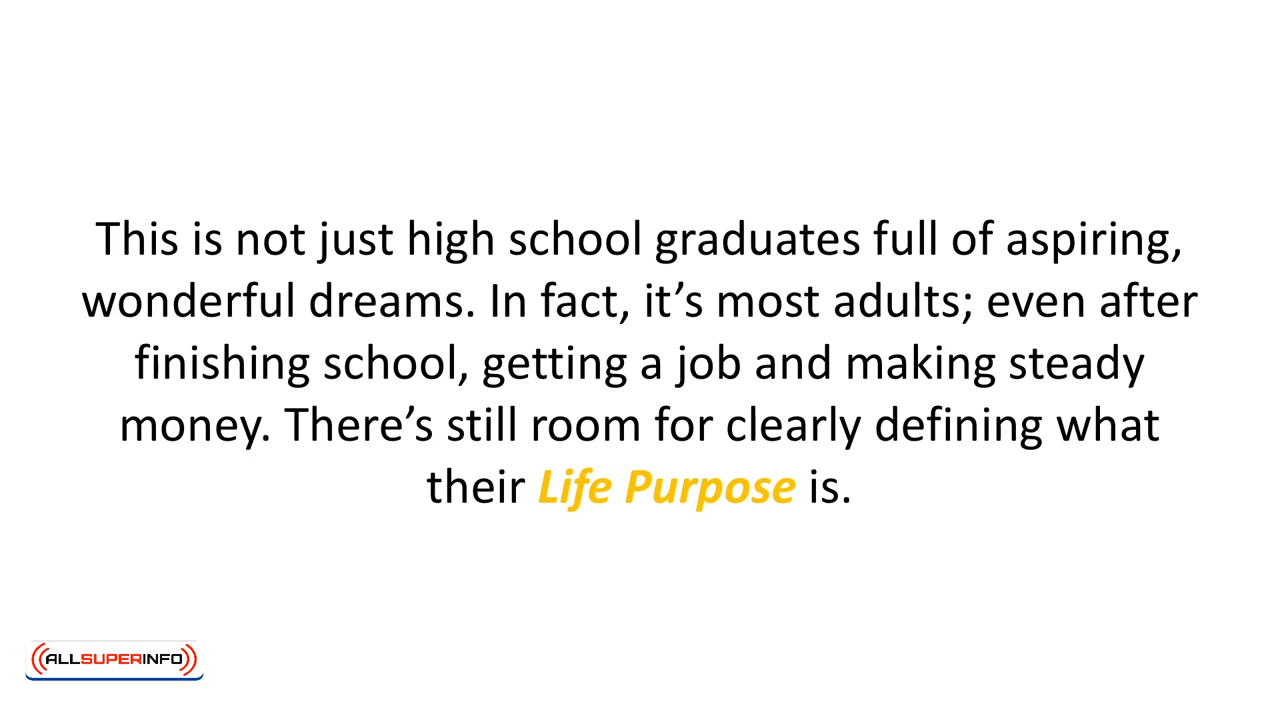 This is not just high school graduates full of aspiring,
wonderful dreams. In fact, it’s most adults; even after
finishing school, getting a job and making steady
money. There’s still room for clearly defining what
their Life Purpose is.
ALLSUPERINFO